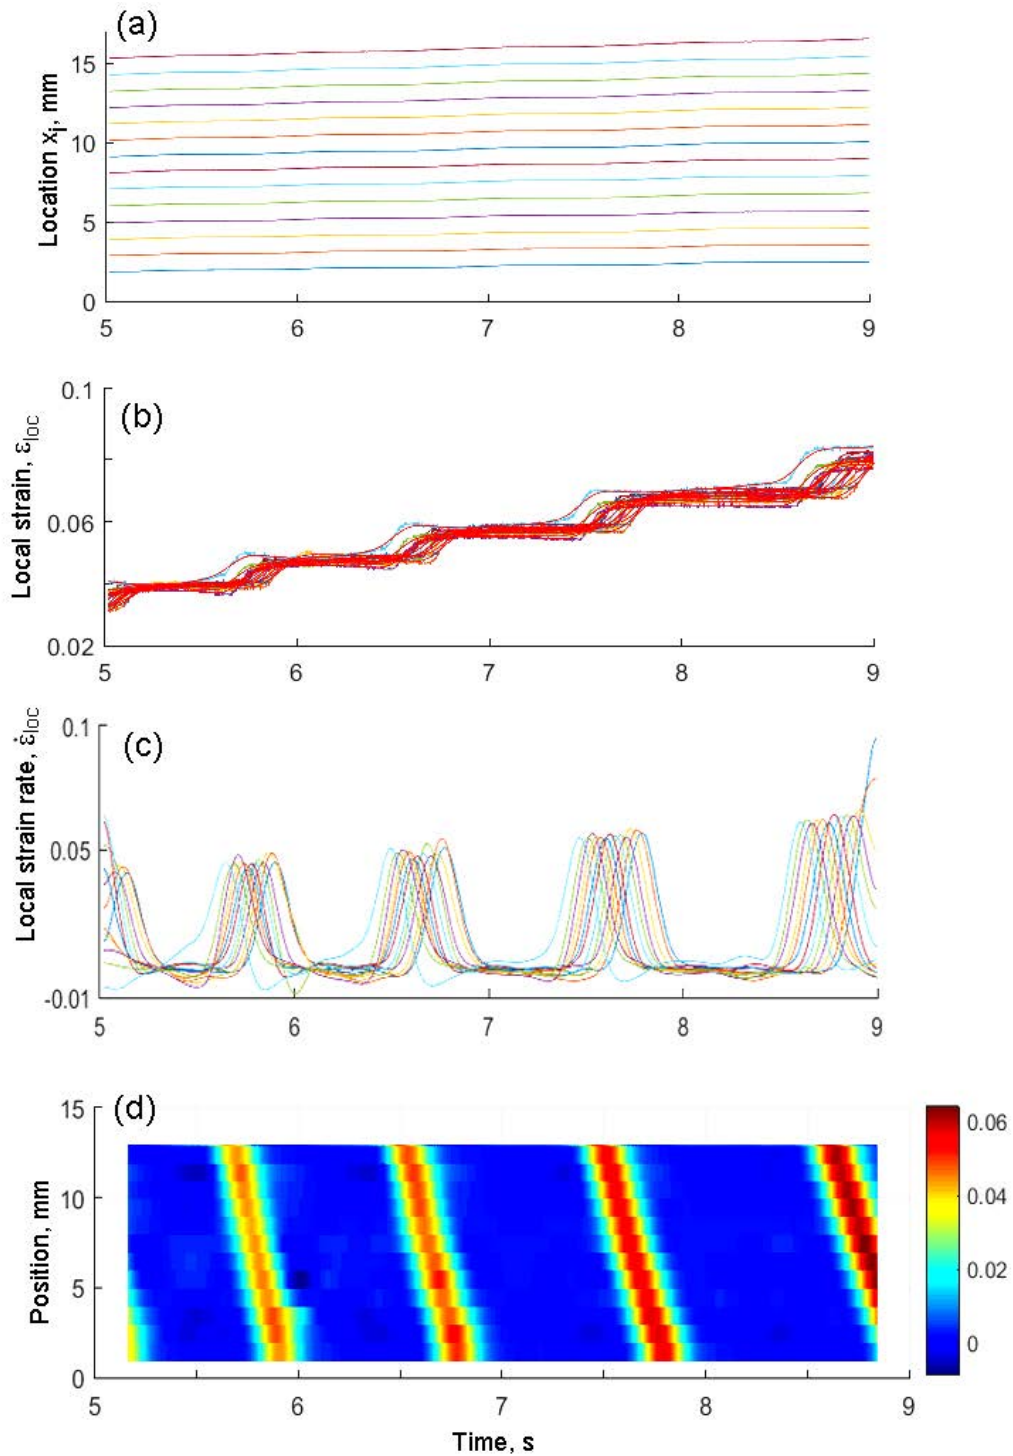 (a)
Location xi, mm
15
10
5
0
5 6 7 8 9
(b)
Local strain, εloc
0.1
0.06
0.02
5 6 7 8 9
(c)
Local strain rate, ε̇loc
0.1
0.05
-0.01
5 6 7 8 9
(d)
Position, mm
15
10
5
0
5 6 7 8 9
Time, s
0.06
0.04
0.02
0